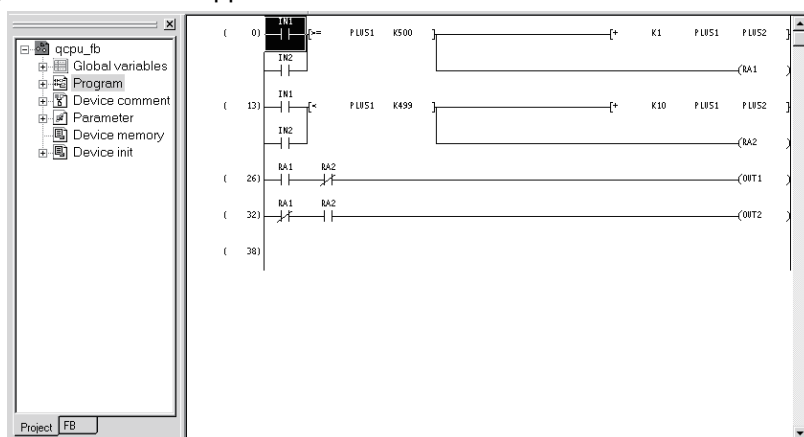 qcpu_fb
Global variables
Program
Device comment
Parameter
Device memory
Device init
Project FB
IN1
( 0) [>= PLUS1 K500 ] [+ K1 PLUS1 PLUS2 ]
IN2
(RA1 )
IN1
( 13) [< PLUS1 K499 ] [+ K10 PLUS1 PLUS2 ]
IN2
(RA2 )
RA1 RA2
( 26) (OUT1 )
RA1 RA2
( 32) (OUT2 )
( 38)